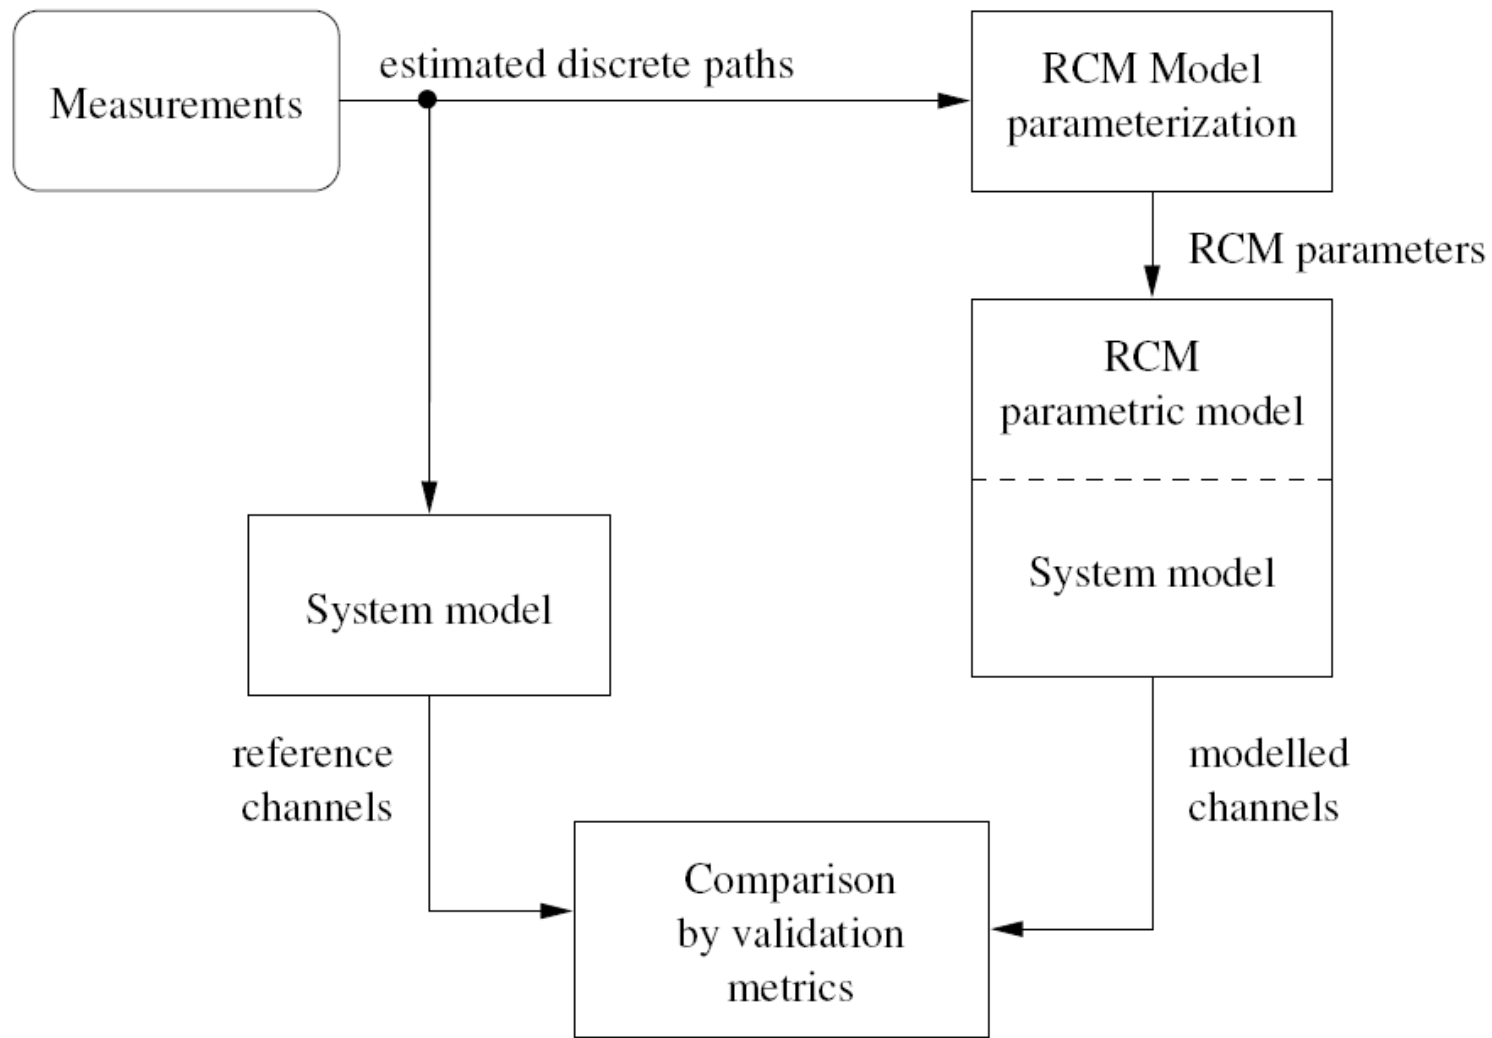 Measurements
estimated discrete paths
RCM Model
parameterization
RCM parameters
RCM
parametric model
System model
System model
reference
channels
modelled
channels
Comparison
by validation
metrics